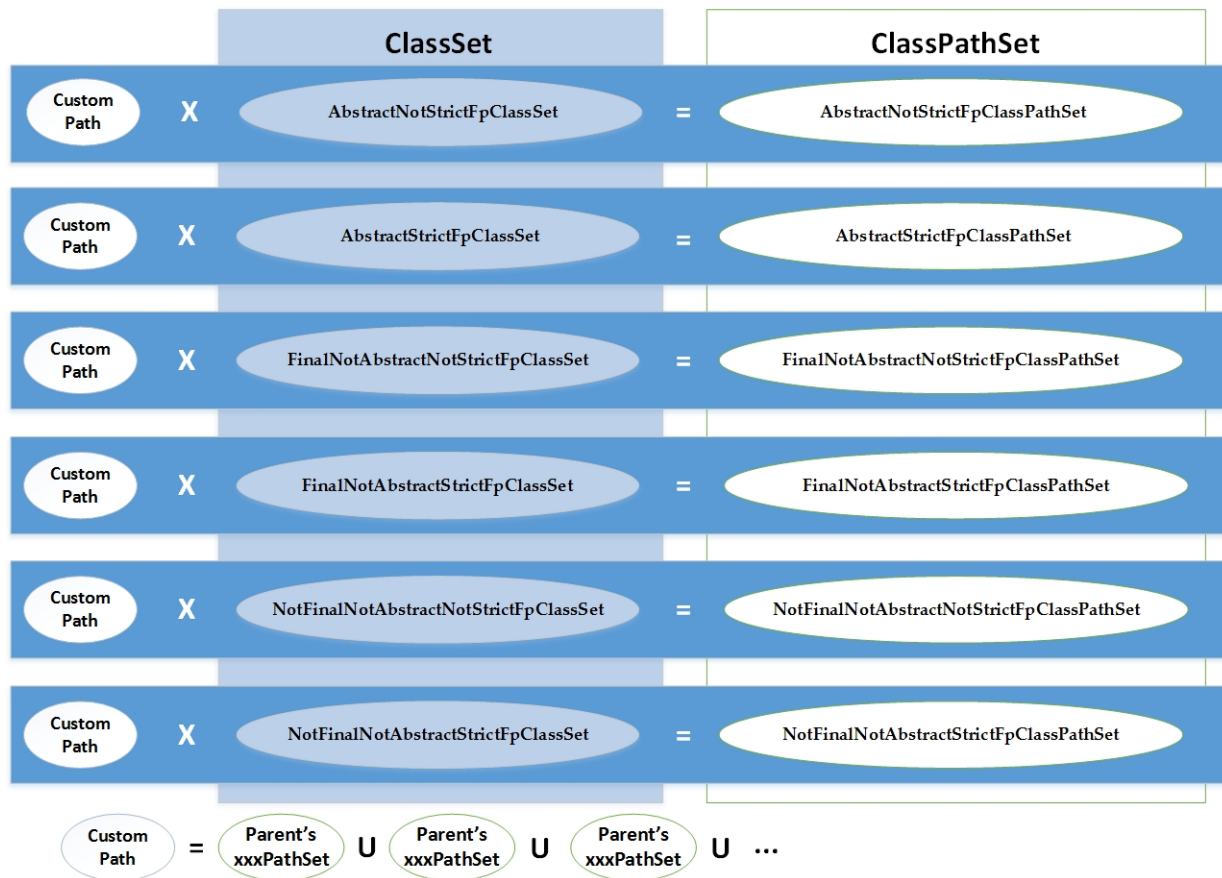 ClassSet ClassPathSet
Custom
Path X AbstractNotStrictFpClassSet = AbstractNotStrictFpClassPathSet
Custom
Path X AbstractStrictFpClassSet = AbstractStrictFpClassPathSet
Custom
Path X FinalNotAbstractNotStrictFpClassSet = FinalNotAbstractNotStrictFpClassPathSet
Custom
Path X FinalNotAbstractStrictFpClassSet = FinalNotAbstractStrictFpClassPathSet
Custom
Path X NotFinalNotAbstractNotStrictFpClassSet = NotFinalNotAbstractNotStrictFpClassPathSet
Custom
Path X NotFinalNotAbstractStrictFpClassSet = NotFinalNotAbstractStrictFpClassPathSet
Custom
Path = Parent’s
xxxPathSet U Parent’s
xxxPathSet U Parent’s
xxxPathSet U ...